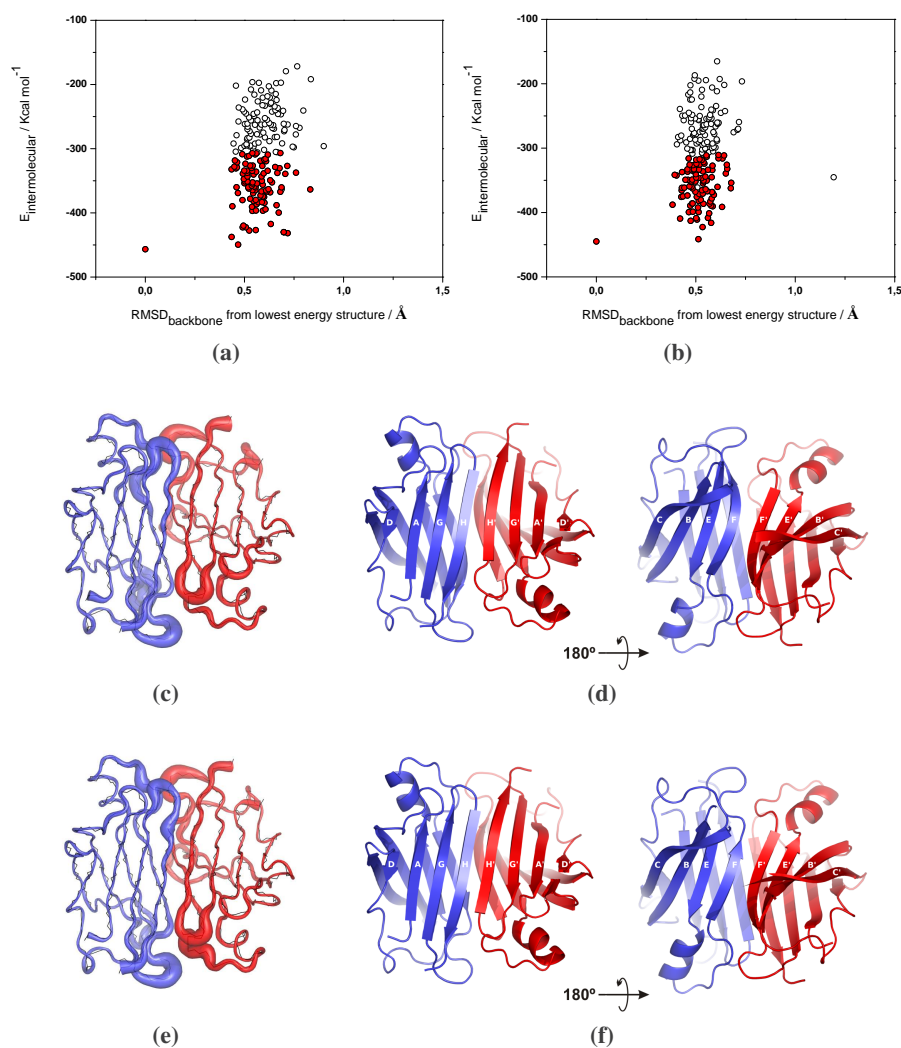 -100
-200
-300
-400
-500
E_intermolecular / Kcal mol^-1
0,0 0,5 1,0 1,5
RMSD_backbone from lowest energy structure / Å
(a)
-100
-200
-300
-400
-500
E_intermolecular / Kcal mol^-1
0,0 0,5 1,0 1,5
RMSD_backbone from lowest energy structure / Å
(b)
D A G H H' G' A' D'
C B E F F' E' B' C'
180º
(c) (d)
D A G H H' G' A' D'
C B E F F' E' B' C'
180º
(e) (f)